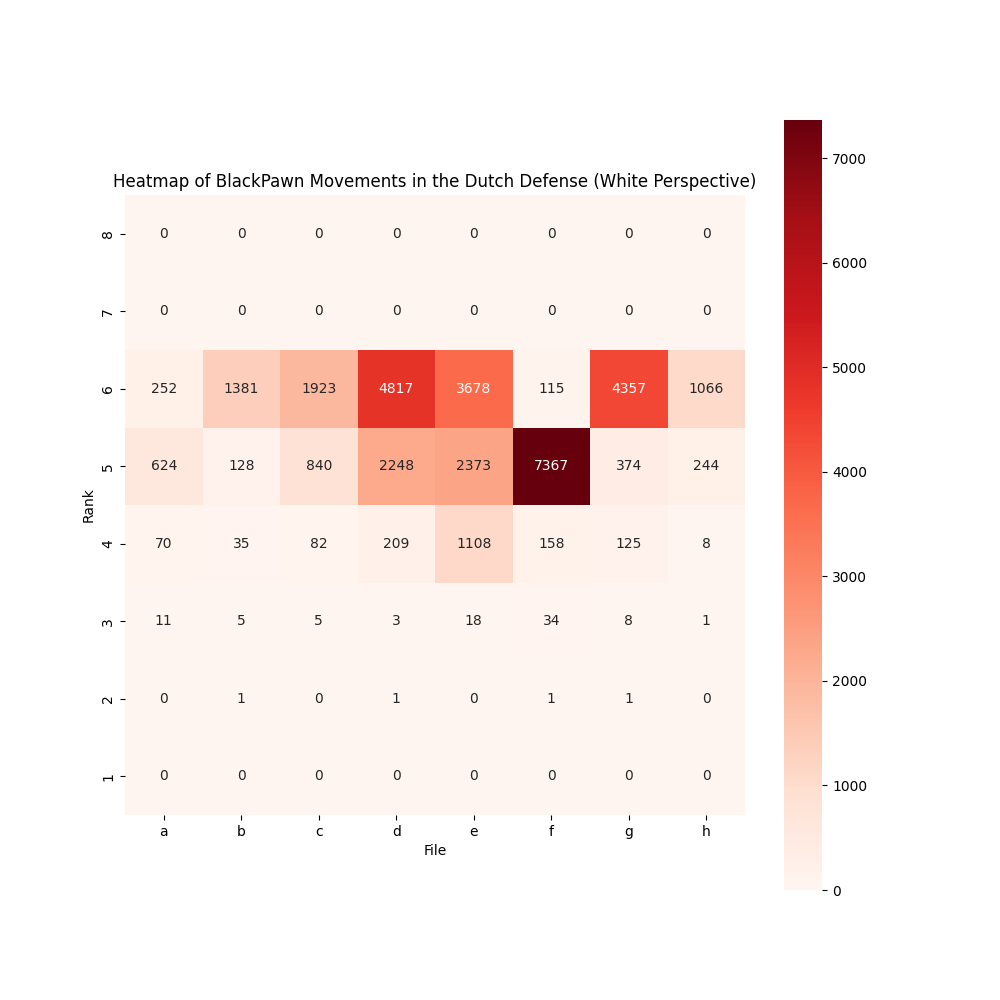 Heatmap of BlackPawn Movements in the Dutch Defense (White Perspective)
8 0 0 0 0 0 0 0 0
7 0 0 0 0 0 0 0 0
6 252 1381 1923 4817 3678 115 4357 1066
5 624 128 840 2248 2373 7367 374 244
4 70 35 82 209 1108 158 125 8
3 11 5 5 3 18 34 8 1
2 0 1 0 1 0 1 1 0
1 0 0 0 0 0 0 0 0
a b c d e f g h
File
Rank
7000
6000
5000
4000
3000
2000
1000
0